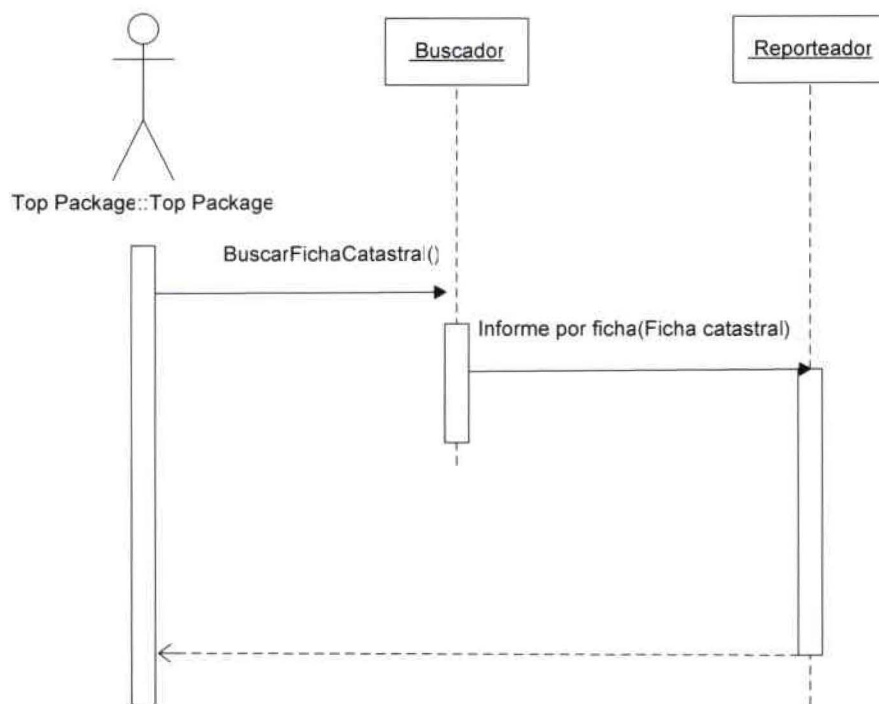 Buscador
Reporteador
Top Package::Top Package
BuscarFichaCatastral()
Informe por ficha(Ficha catastral)